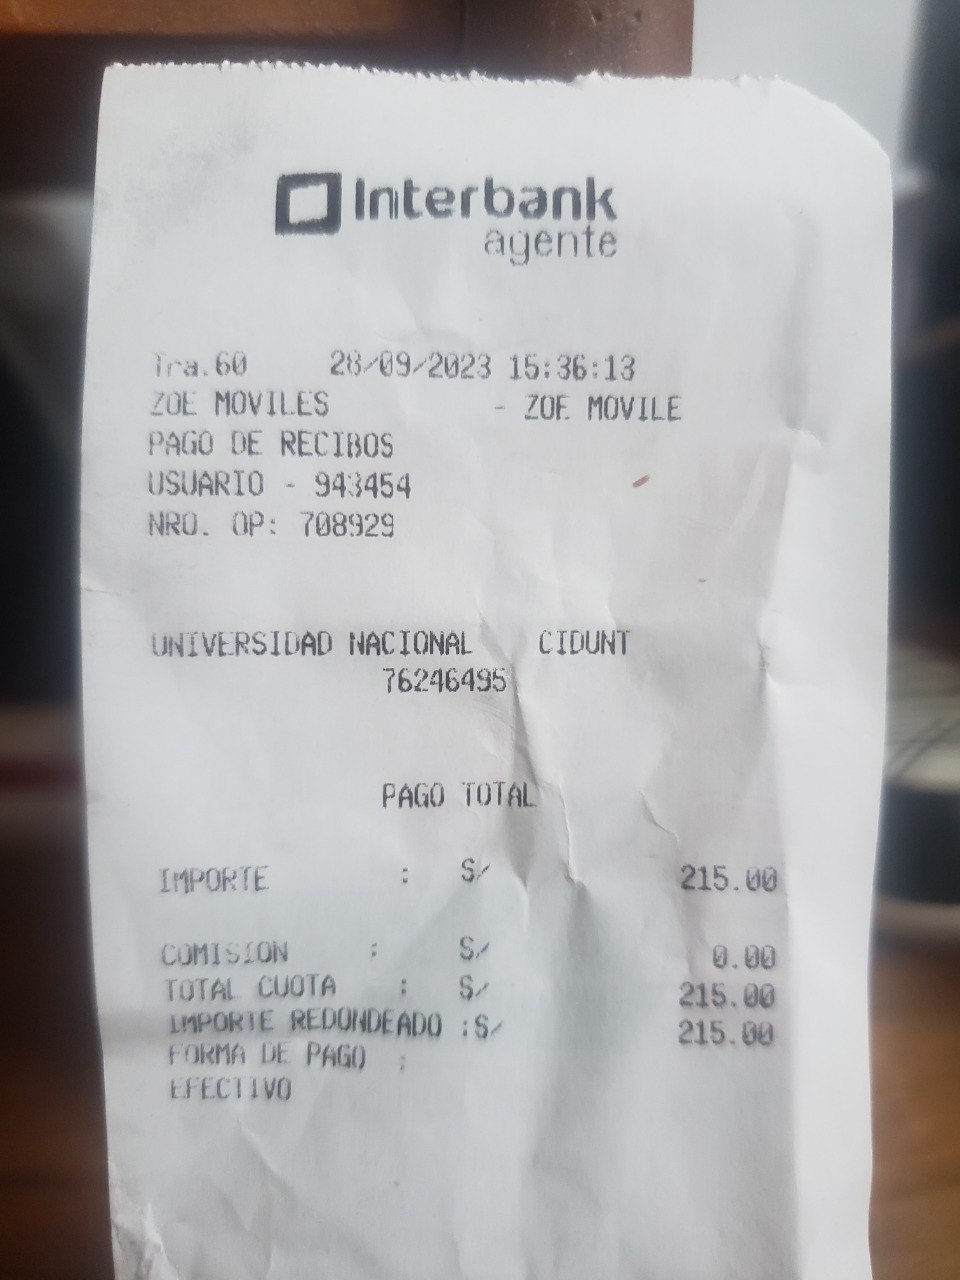 Interbank
agente
Tra.60 28/09/2023 15:36:13
ZOE MOVILES - ZOE MOVILE
PAGO DE RECIBOS
USUARIO - 943454
NRO. OP: 708929
UNIVERSIDAD NACIONAL CIDUNT
76246495
PAGO TOTAL
IMPORTE : S/ 215.00
COMISION : S/ 0.00
TOTAL CUOTA : S/ 215.00
IMPORTE REDONDEADO :S/ 215.00
FORMA DE PAGO :
EFECTIVO